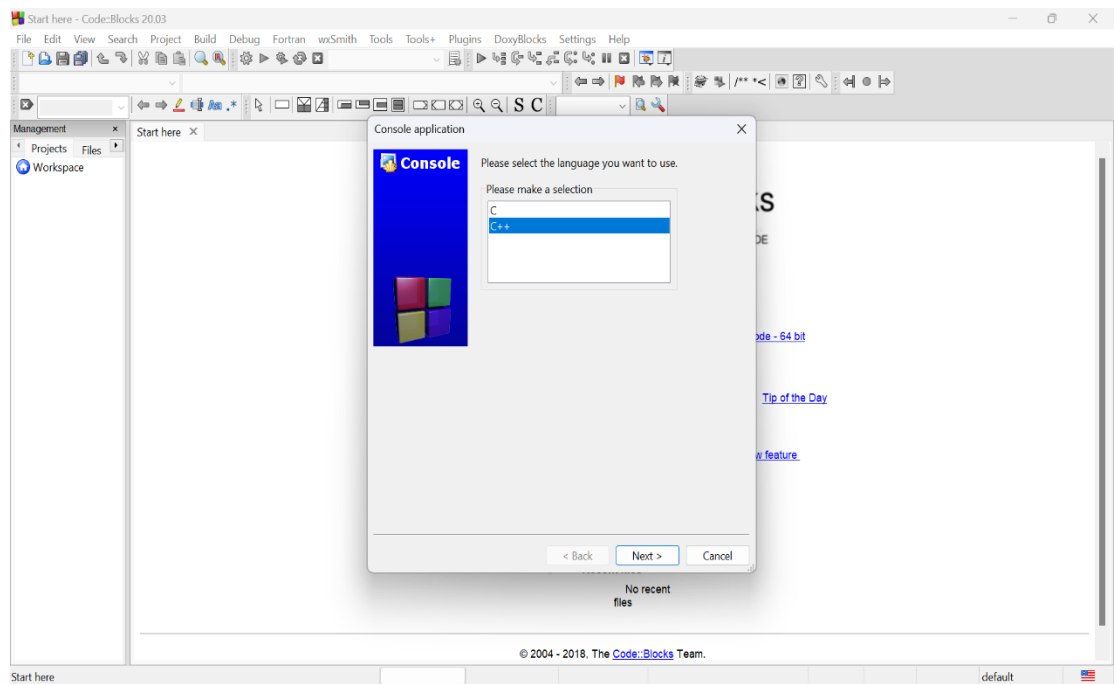 Start here - Code::Blocks 20.03
File Edit View Search Project Build Debug Fortran wxSmith Tools Tools+ Plugins DoxyBlocks Settings Help
/** *<
Aa .* S C
Management ×
Start here ×
Projects Files
Workspace
Console application
Console
Please select the language you want to use.
Please make a selection
C
C++
ks
DE
ode - 64 bit
Tip of the Day
w feature
< Back Next > Cancel
No recent
files
© 2004 - 2018, The Code::Blocks Team.
Start here default